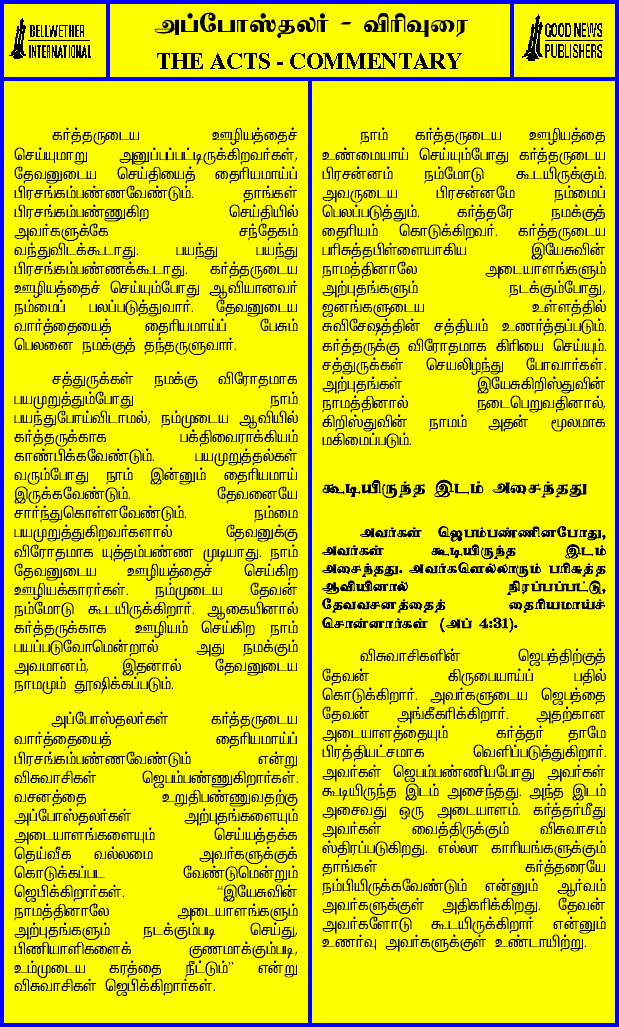 BELLWETHER
INTERNATIONAL
அப்போஸ்தலர் - விரிவுரை
THE ACTS - COMMENTARY
GOOD NEWS
PUBLISHERS
கர்த்தருடைய ஊழியத்தைச்
செய்யுமாறு அனுப்பப்பட்டிருக்கிறவர்கள்,
தேவனுடைய செய்தியைத் தைரியமாய்ப்
பிரசங்கம்பண்ணவேண்டும். தாங்கள்
பிரசங்கம்பண்ணுகிற செய்தியில்
அவர்களுக்கே சந்தேகம்
வந்துவிடக்கூடாது. பயந்து பயந்து
பிரசங்கம்பண்ணக்கூடாது. கர்த்தருடைய
ஊழியத்தைச் செய்யும்போது ஆவியானவர்
நம்மைப் பலப்படுத்துவார். தேவனுடைய
வார்த்தையைத் தைரியமாய்ப் பேசும்
பெலனை நமக்குத் தந்தருளுவார்.
சத்துருக்கள் நமக்கு விரோதமாக
பயமுறுத்தும்போது நாம்
பயந்துபோய்விடாமல், நம்முடைய ஆவியில்
கர்த்தருக்காக பக்திவைராக்கியம்
காண்பிக்கவேண்டும். பயமுறுத்தல்கள்
வரும்போது நாம் இன்னும் தைரியமாய்
இருக்கவேண்டும். தேவனையே
சார்ந்துகொள்ளவேண்டும். நம்மை
பயமுறுத்துகிறவர்களால் தேவனுக்கு
விரோதமாக யுத்தம்பண்ண முடியாது. நாம்
தேவனுடைய ஊழியத்தைச் செய்கிற
ஊழியக்காரர்கள். நம்முடைய தேவன்
நம்மோடு கூடயிருக்கிறார். ஆகையினால்
கர்த்தருக்காக ஊழியம் செய்கிற நாம்
பயப்படுவோமென்றால் அது நமக்கும்
அவமானம், இதனால் தேவனுடைய
நாமமும் தூஷிக்கப்படும்.
அப்போஸ்தலர்கள் கர்த்தருடைய
வார்த்தையைத் தைரியமாய்ப்
பிரசங்கம்பண்ணவேண்டும் என்று
விசுவாசிகள் ஜெபம்பண்ணுகிறார்கள்.
வசனத்தை உறுதிபண்ணுவதற்கு
அப்போஸ்தலர்கள் அற்புதங்களையும்
அடையாளங்களையும் செய்யத்தக்க
தெய்வீக வல்லமை அவர்களுக்குக்
கொடுக்கப்பட வேண்டுமென்றும்
ஜெபிக்கிறார்கள். “இயேசுவின்
நாமத்தினாலே அடையாளங்களும்
அற்புதங்களும் நடக்கும்படி செய்து,
பிணியாளிகளைக் குணமாக்கும்படி,
உம்முடைய கரத்தை நீட்டும்” என்று
விசுவாசிகள் ஜெபிக்கிறார்கள்.
நாம் கர்த்தருடைய ஊழியத்தை
உண்மையாய் செய்யும்போது கர்த்தருடைய
பிரசன்னம் நம்மோடு கூடயிருக்கும்.
அவருடைய பிரசன்னமே நம்மைப்
பெலப்படுத்தும். கர்த்தரே நமக்குத்
தைரியம் கொடுக்கிறவர். கர்த்தருடைய
பரிசுத்தபிள்ளையாகிய இயேசுவின்
நாமத்தினாலே அடையாளங்களும்
அற்புதங்களும் நடக்கும்போது,
ஜனங்களுடைய உள்ளத்தில்
சுவிசேஷத்தின் சத்தியம் உணர்த்தப்படும்.
கர்த்தருக்கு விரோதமாக கிரியை செய்யும்.
சத்துருக்கள் செயலிழந்து போவார்கள்.
அற்புதங்கள் இயேசுகிறிஸ்துவின்
நாமத்தினால் நடைபெறுவதினால்,
கிறிஸ்துவின் நாமம் அதன் மூலமாக
மகிமைப்படும்.
கூடியிருந்த இடம் அசைந்தது
அவர்கள் ஜெபம்பண்ணினபோது,
அவர்கள் கூடியிருந்த இடம்
அசைந்தது. அவர்களெல்லாரும் பரிசுத்த
ஆவியினால் நிரப்பப்பட்டு,
தேவவசனத்தைத் தைரியமாய்ச்
சொன்னார்கள் (அப் 4:31).
விசுவாசிகளின் ஜெபத்திற்குத்
தேவன் கிருபையாய்ப் பதில்
கொடுக்கிறார். அவர்களுடைய ஜெபத்தை
தேவன் அங்கீகரிக்கிறார். அதற்கான
அடையாளத்தையும் கர்த்தர் தாமே
பிரத்தியட்சமாக வெளிப்படுத்துகிறார்.
அவர்கள் ஜெபம்பண்ணியபோது அவர்கள்
கூடியிருந்த இடம் அசைந்தது. அந்த இடம்
அசைவது ஒரு அடையாளம். கர்த்தர்மீது
அவர்கள் வைத்திருக்கும் விசுவாசம்
ஸ்திரப்படுகிறது. எல்லா காரியங்களுக்கும்
தாங்கள் கர்த்தரையே
நம்பியிருக்கவேண்டும் என்னும் ஆர்வம்
அவர்களுக்குள் அதிகரிக்கிறது. தேவன்
அவர்களோடு கூடயிருக்கிறார் என்னும்
உணர்வு அவர்களுக்குள் உண்டாயிற்று.